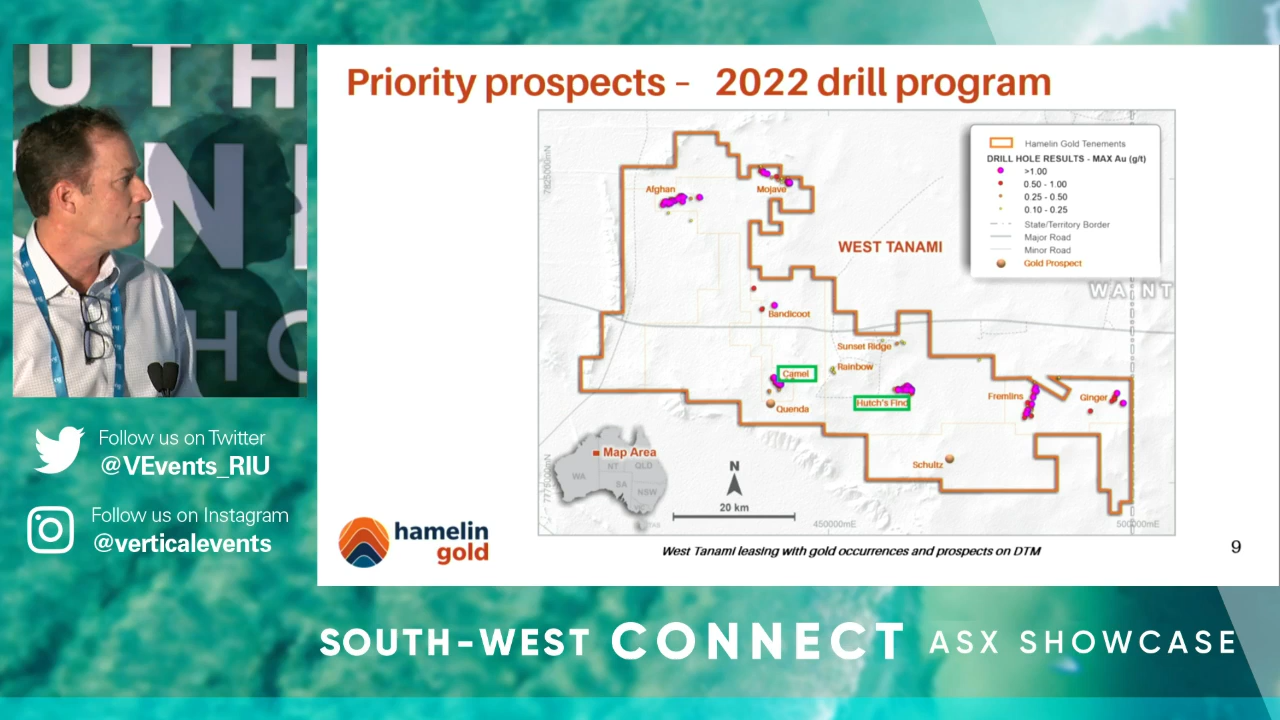 UTH
N
HO
Follow us on Twitter
@VEvents_RIU
Follow us on Instagram
@verticalevents
Priority prospects - 2022 drill program
Hamelin Gold Tenements
DRILL HOLE RESULTS - MAX Au (g/t)
>1.00
0.50 - 1.00
0.25 - 0.50
0.10 - 0.25
State/Territory Border
Major Road
Minor Road
Gold Prospect
WA NT
WEST TANAMI
Afghan
Mojave
Bandicoot
Sunset Ridge
Rainbow
Camel
Quenda
Hutch's Find
Fremlins
Ginger
Schultz
Map Area
WA
NT
QLD
SA
NSW
TAS
N
20 km
450000mE
500000mE
West Tanami leasing with gold occurrences and prospects on DTM
9
hamelin
gold
SOUTH-WEST CONNECT ASX SHOWCASE